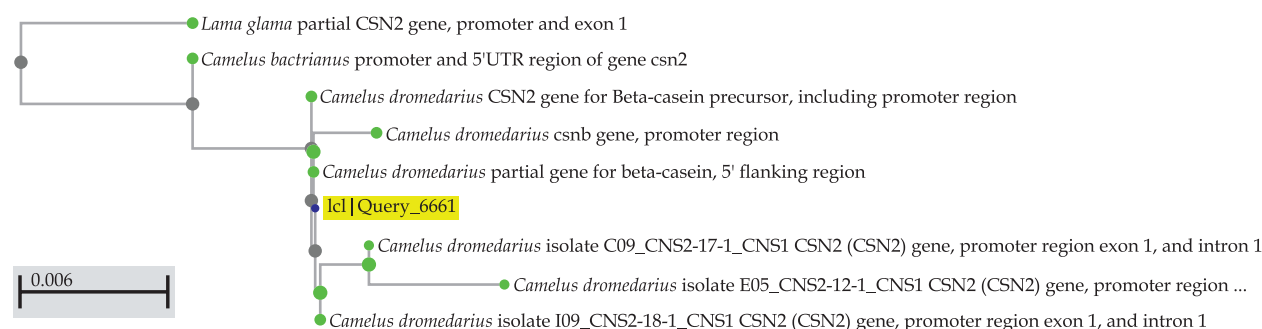 Lama glama partial CSN2 gene, promoter and exon 1
Camelus bactrianus promoter and 5'UTR region of gene csn2
Camelus dromedarius CSN2 gene for Beta-casein precursor, including promoter region
Camelus dromedarius csnb gene, promoter region
Camelus dromedarius partial gene for beta-casein, 5' flanking region
lcl|Query_6661
Camelus dromedarius isolate C09_CNS2-17-1_CNS1 CSN2 (CSN2) gene, promoter region exon 1, and intron 1
0.006
Camelus dromedarius isolate E05_CNS2-12-1_CNS1 CSN2 (CSN2) gene, promoter region ...
Camelus dromedarius isolate I09_CNS2-18-1_CNS1 CSN2 (CSN2) gene, promoter region exon 1, and intron 1